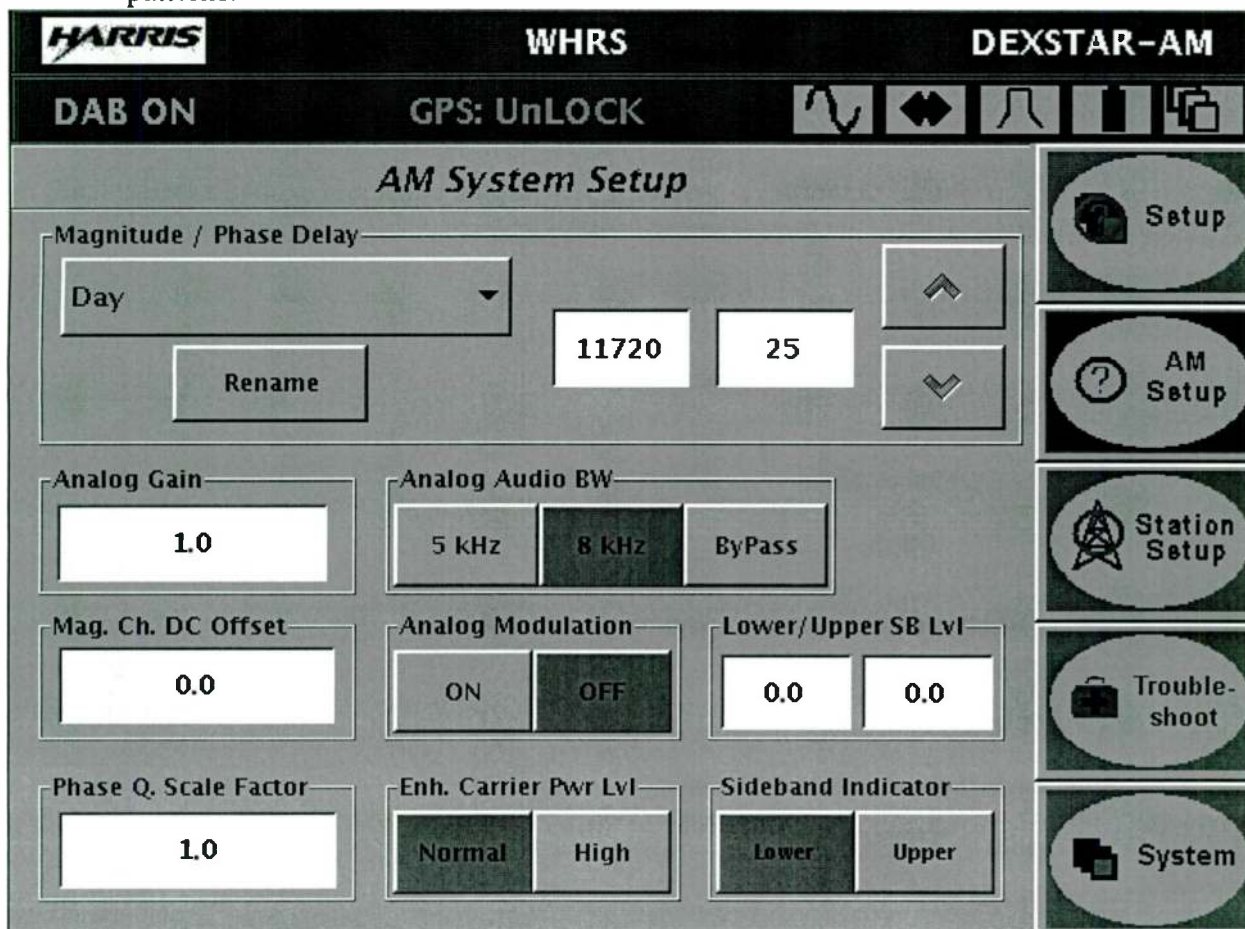 patterns.
HARRIS WHRS DEXSTAR-AM
DAB ON GPS: UnLOCK
AM System Setup
Setup
Magnitude / Phase Delay
Day
11720 25
Rename
AM
Setup
Analog Gain
1.0
Analog Audio BW
5 kHz 8 kHz ByPass
Station
Setup
Mag. Ch. DC Offset
0.0
Analog Modulation
ON OFF
Lower/Upper SB Lvl
0.0 0.0
Trouble-
shoot
Phase Q. Scale Factor
1.0
Enh. Carrier Pwr Lvl
Normal High
Sideband Indicator
Lower Upper
System